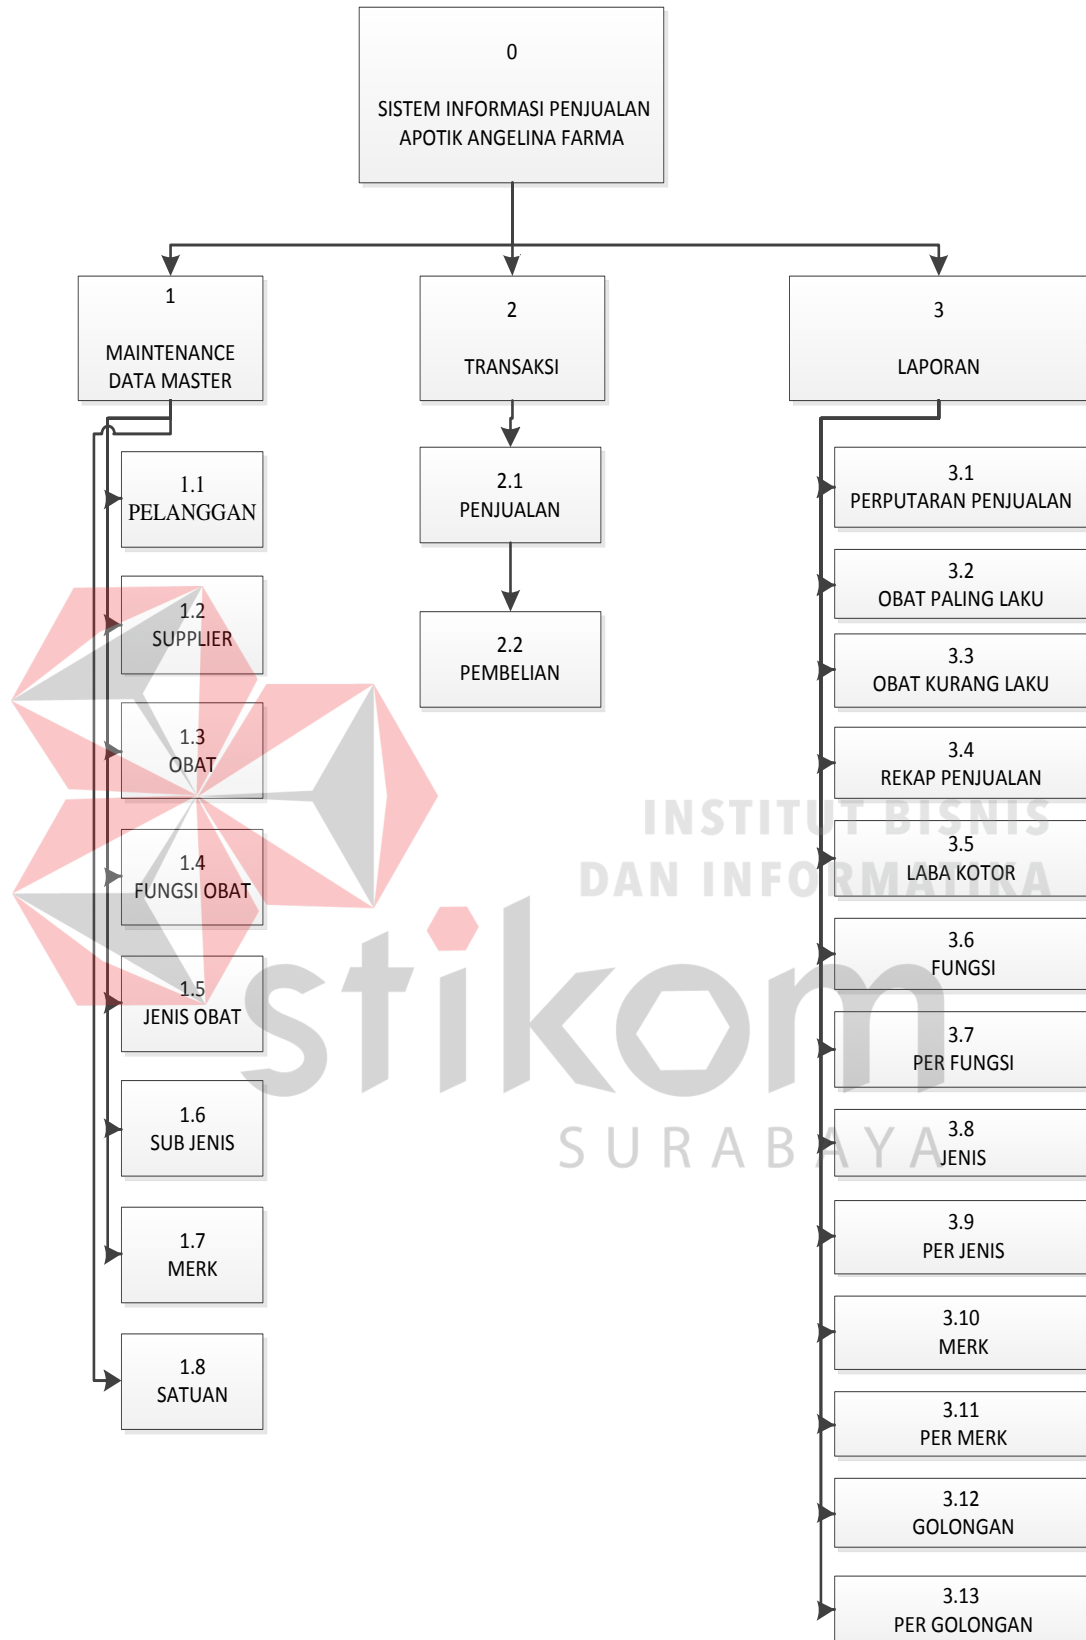 0
SISTEM INFORMASI PENJUALAN
APOTIK ANGELINA FARMA
1
MAINTENANCE
DATA MASTER
2
TRANSAKSI
3
LAPORAN
1.1
PELANGGAN
1.2
SUPPLIER
1.3
OBAT
1.4
FUNGSI OBAT
1.5
JENIS OBAT
1.6
SUB JENIS
1.7
MERK
1.8
SATUAN
2.1
PENJUALAN
2.2
PEMBELIAN
3.1
PERPUTARAN PENJUALAN
3.2
OBAT PALING LAKU
3.3
OBAT KURANG LAKU
3.4
REKAP PENJUALAN
3.5
LABA KOTOR
3.6
FUNGSI
3.7
PER FUNGSI
3.8
JENIS
3.9
PER JENIS
3.10
MERK
3.11
PER MERK
3.12
GOLONGAN
3.13
PER GOLONGAN
INSTITUT BISNIS
DAN INFORMATIKA
stikom
SURABAYA